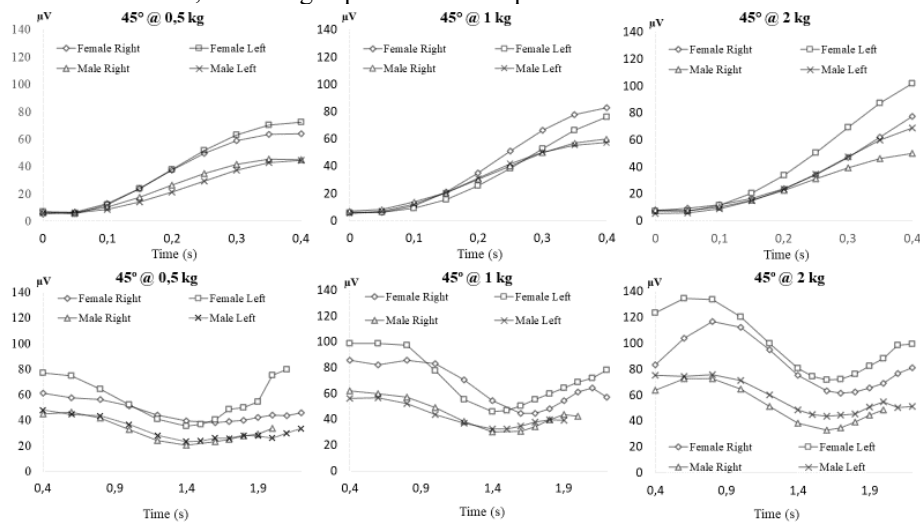 µV
45° @ 0,5 kg
Female Right
Female Left
Male Right
Male Left
140
120
100
80
60
40
20
0
0 0,1 0,2 0,3 0,4
Time (s)
µV
45° @ 1 kg
Female Right
Female Left
Male Right
Male Left
140
120
100
80
60
40
20
0
0 0,1 0,2 0,3 0,4
Time (s)
µV
45° @ 2 kg
Female Right
Female Left
Male Right
Male Left
140
120
100
80
60
40
20
0
0 0,1 0,2 0,3 0,4
Time (s)
µV
45° @ 0,5 kg
Female Right
Female Left
Male Right
Male Left
140
120
100
80
60
40
20
0
0,4 0,9 1,4 1,9
Time (s)
µV
45° @ 1 kg
Female Right
Female Left
Male Right
Male Left
140
120
100
80
60
40
20
0
0,4 0,9 1,4 1,9
Time (s)
µV
45° @ 2 kg
140
120
100
80
60
40
20
0
Female Right
Female Left
Male Right
Male Left
0,4 0,9 1,4 1,9
Time (s)